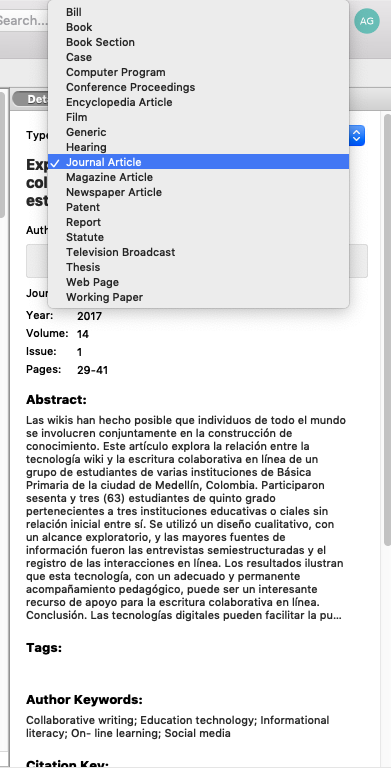 Search...
AG
Bill
Book
Book Section
Case
Computer Program
Conference Proceedings
Encyclopedia Article
Film
Generic
Hearing
✓ Journal Article
Magazine Article
Newspaper Article
Patent
Report
Statute
Television Broadcast
Thesis
Web Page
Working Paper
Year: 2017
Volume: 14
Issue: 1
Pages: 29-41
Abstract:
Las wikis han hecho posible que individuos de todo el mundo
se involucren conjuntamente en la construcción de
conocimiento. Este artículo explora la relación entre la
tecnología wiki y la escritura colaborativa en línea de un
grupo de estudiantes de varias instituciones de Básica
Primaria de la ciudad de Medellín, Colombia. Participaron
sesenta y tres (63) estudiantes de quinto grado
pertenecientes a tres instituciones educativas o ciales sin
relación inicial entre sí. Se utilizó un diseño cualitativo, con
un alcance exploratorio, y las mayores fuentes de
información fueron las entrevistas semiestructuradas y el
registro de las interacciones en línea. Los resultados ilustran
que esta tecnología, con un adecuado y permanente
acompañamiento pedagógico, puede ser un interesante
recurso de apoyo para la escritura colaborativa en línea.
Conclusión. Las tecnologías digitales pueden facilitar la pu...
Tags:
Author Keywords:
Collaborative writing; Education technology; Informational
literacy; On- line learning; Social media
Citation Key: